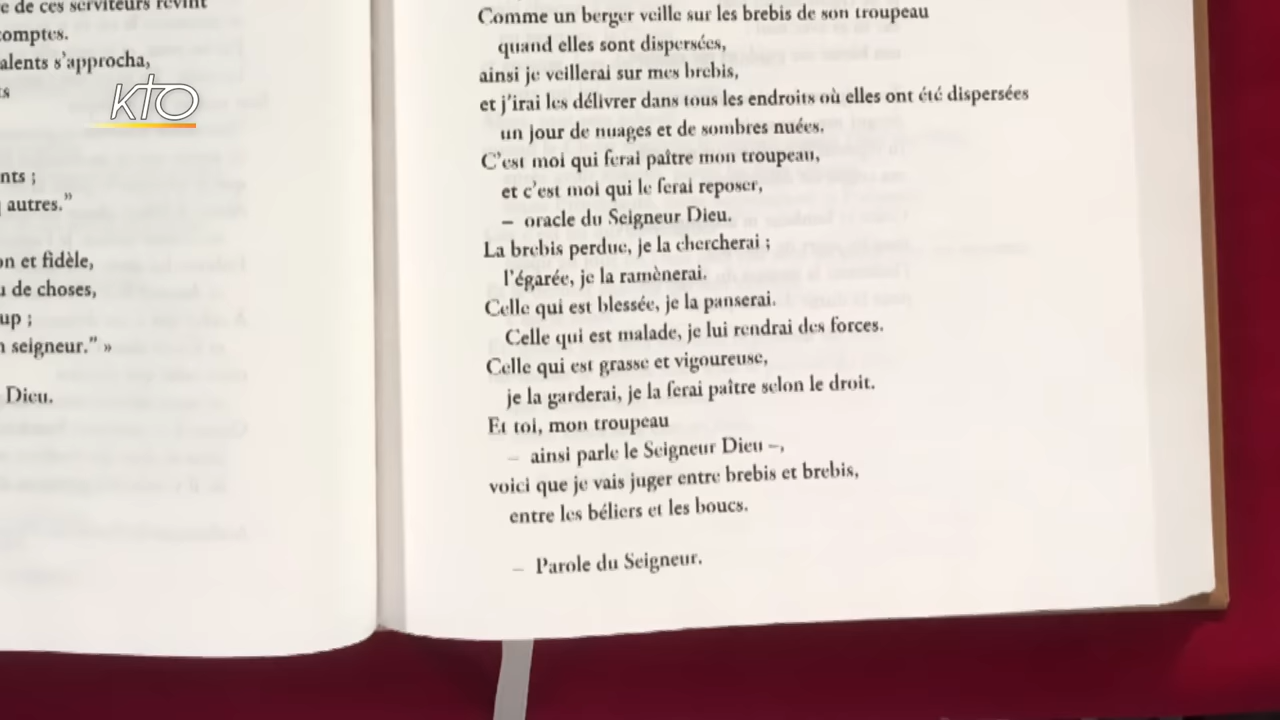 e de ces serviteurs revint
comptes.
alents s'approcha,
ts
nts ;
autres.”
on et fidèle,
u de choses,
up ;
n seigneur.” »
Dieu.
KTO
Comme un berger veille sur les brebis de son troupeau
quand elles sont dispersées,
ainsi je veillerai sur mes brebis,
et j'irai les délivrer dans tous les endroits où elles ont été dispersées
un jour de nuages et de sombres nuées.
C'est moi qui ferai paître mon troupeau,
et c'est moi qui le ferai reposer,
– oracle du Seigneur Dieu.
La brebis perdue, je la chercherai ;
l'égarée, je la ramènerai.
Celle qui est blessée, je la panserai.
Celle qui est malade, je lui rendrai des forces.
Celle qui est grasse et vigoureuse,
je la garderai, je la ferai paître selon le droit.
Et toi, mon troupeau
– ainsi parle le Seigneur Dieu –,
voici que je vais juger entre brebis et brebis,
entre les béliers et les boucs.
– Parole du Seigneur.